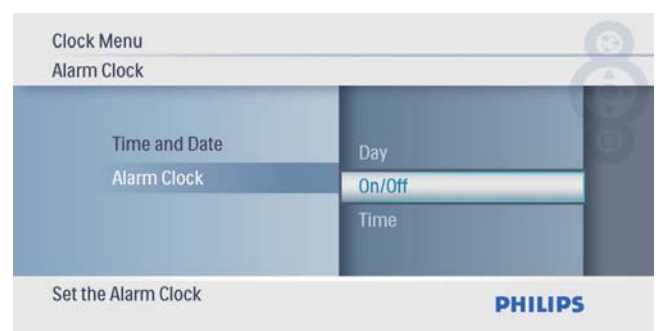 Clock Menu
Alarm Clock
Time and Date
Alarm Clock
Day
On/Off
Time
Set the Alarm Clock
PHILIPS